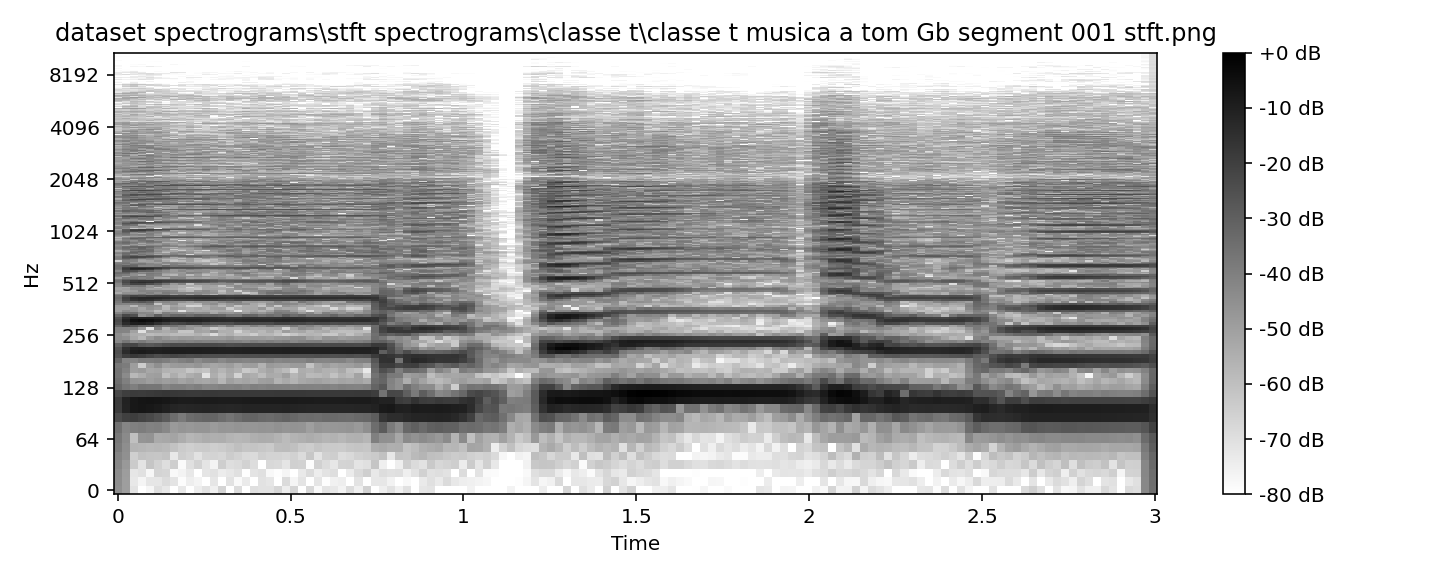 dataset spectrograms\stft spectrograms\classe t\classe t musica a tom Gb segment 001 stft.png
Hz
8192
4096
2048
1024
512
256
128
64
0
0
0.5
1
1.5
2
2.5
3
Time
+0 dB
-10 dB
-20 dB
-30 dB
-40 dB
-50 dB
-60 dB
-70 dB
-80 dB